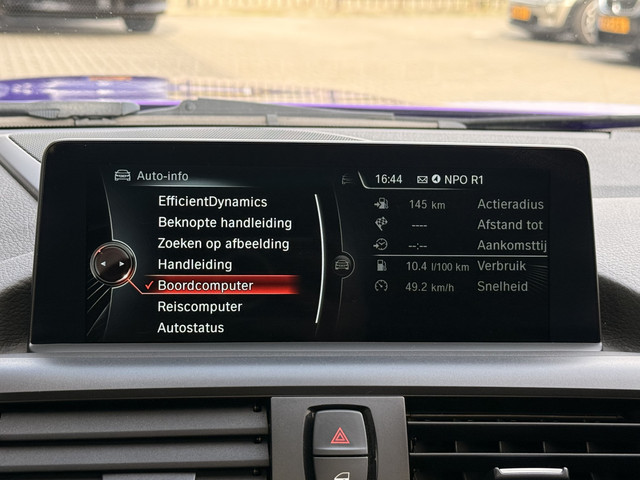 Auto-info
16:44 NPO R1
EfficientDynamics
Beknopte handleiding
Zoeken op afbeelding
Handleiding
Boordcomputer
Reiscomputer
Autostatus
145 km Actieradius
---- Afstand tot
--:-- Aankomsttij
10.4 l/100 km Verbruik
49.2 km/h Snelheid